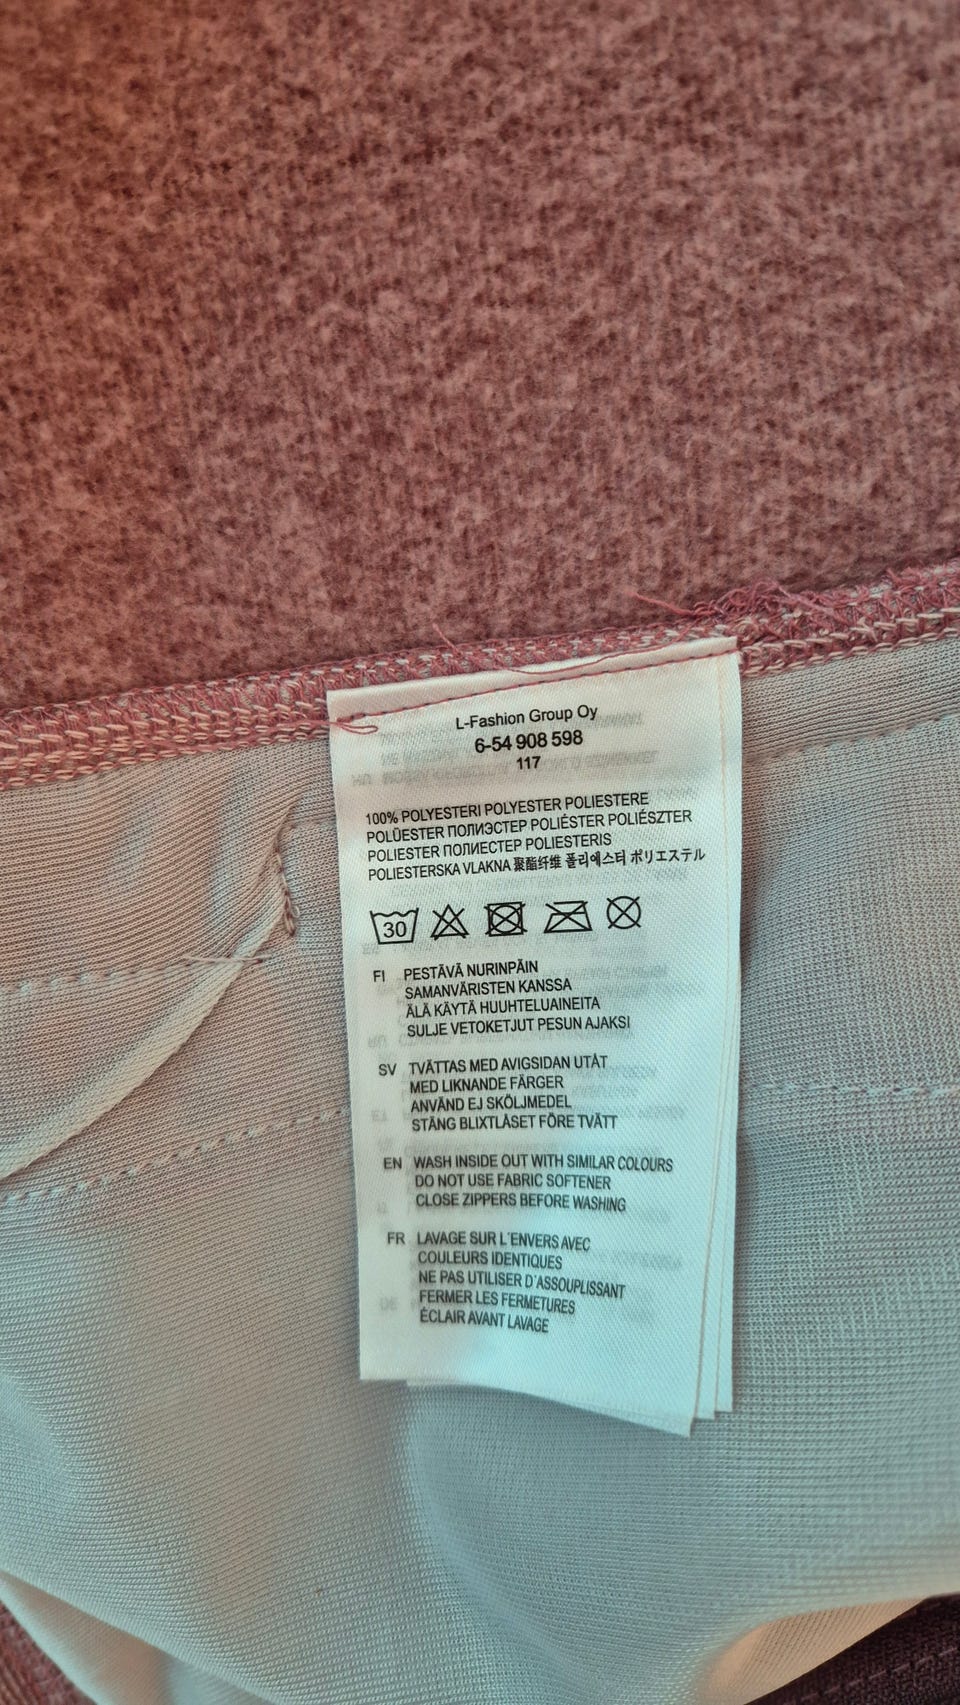 L-Fashion Group Oy
6-54 908 598
117
100% POLYESTERI POLYESTER POLIESTERE
POLÜESTER ПОЛИЭСТЕР POLIÉSTER POLIÉSZTER
POLIESTER ПОЛИЕСТЕР POLIESTERIS
POLIESTERSKA VLAKNA 聚酯纤维 폴리에스터 ポリエステル
30
FI PESTÄVÄ NURINPÄIN
SAMANVÄRISTEN KANSSA
ÄLÄ KÄYTÄ HUUHTELUAINEITA
SULJE VETOKETJUT PESUN AJAKSI
SV TVÄTTAS MED AVIGSIDAN UTÅT
MED LIKNANDE FÄRGER
ANVÄND EJ SKÖLJMEDEL
STÄNG BLIXTLÅSET FÖRE TVÄTT
EN WASH INSIDE OUT WITH SIMILAR COLOURS
DO NOT USE FABRIC SOFTENER
CLOSE ZIPPERS BEFORE WASHING
FR LAVAGE SUR L´ENVERS AVEC
COULEURS IDENTIQUES
NE PAS UTILISER D´ASSOUPLISSANT
FERMER LES FERMETURES
ÉCLAIR AVANT LAVAGE